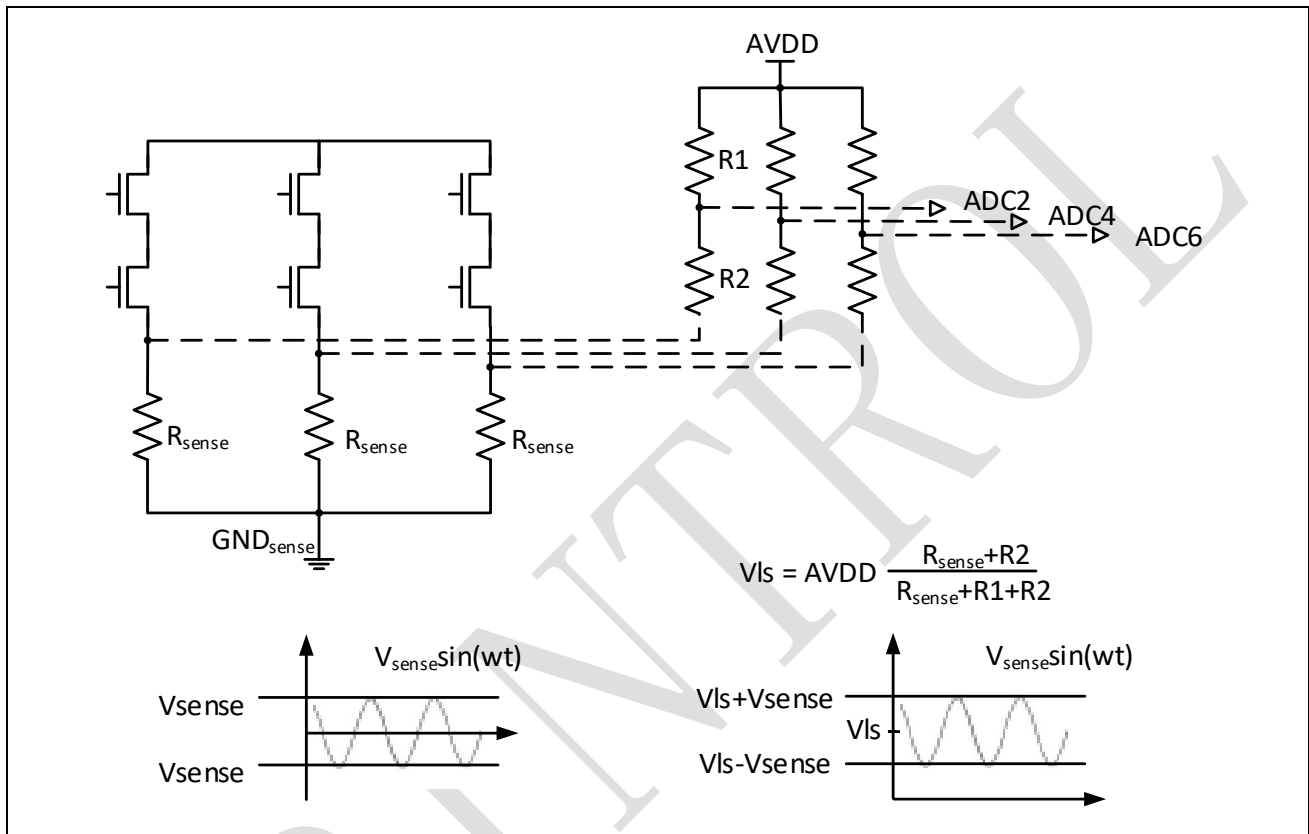 AVDD
R1
ADC2
ADC4
ADC6
R2
Rsense
Rsense
Rsense
GNDsense
Vls = AVDD Rsense+R2
Rsense+R1+R2
Vsensesin(wt)
Vsense
Vsense
Vsensesin(wt)
Vls+Vsense
Vls
Vls-Vsense
NTROL